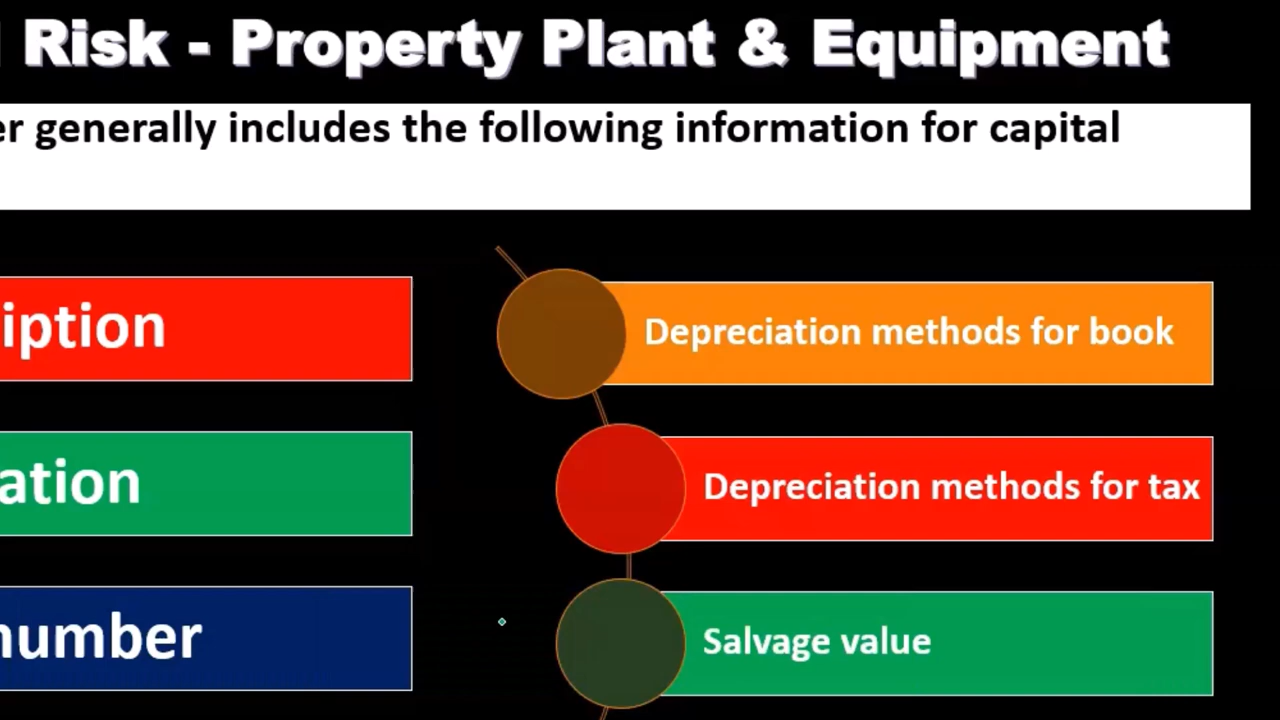 Risk - Property Plant & Equipment
er generally includes the following information for capital
iption
ation
number
Depreciation methods for book
Depreciation methods for tax
Salvage value